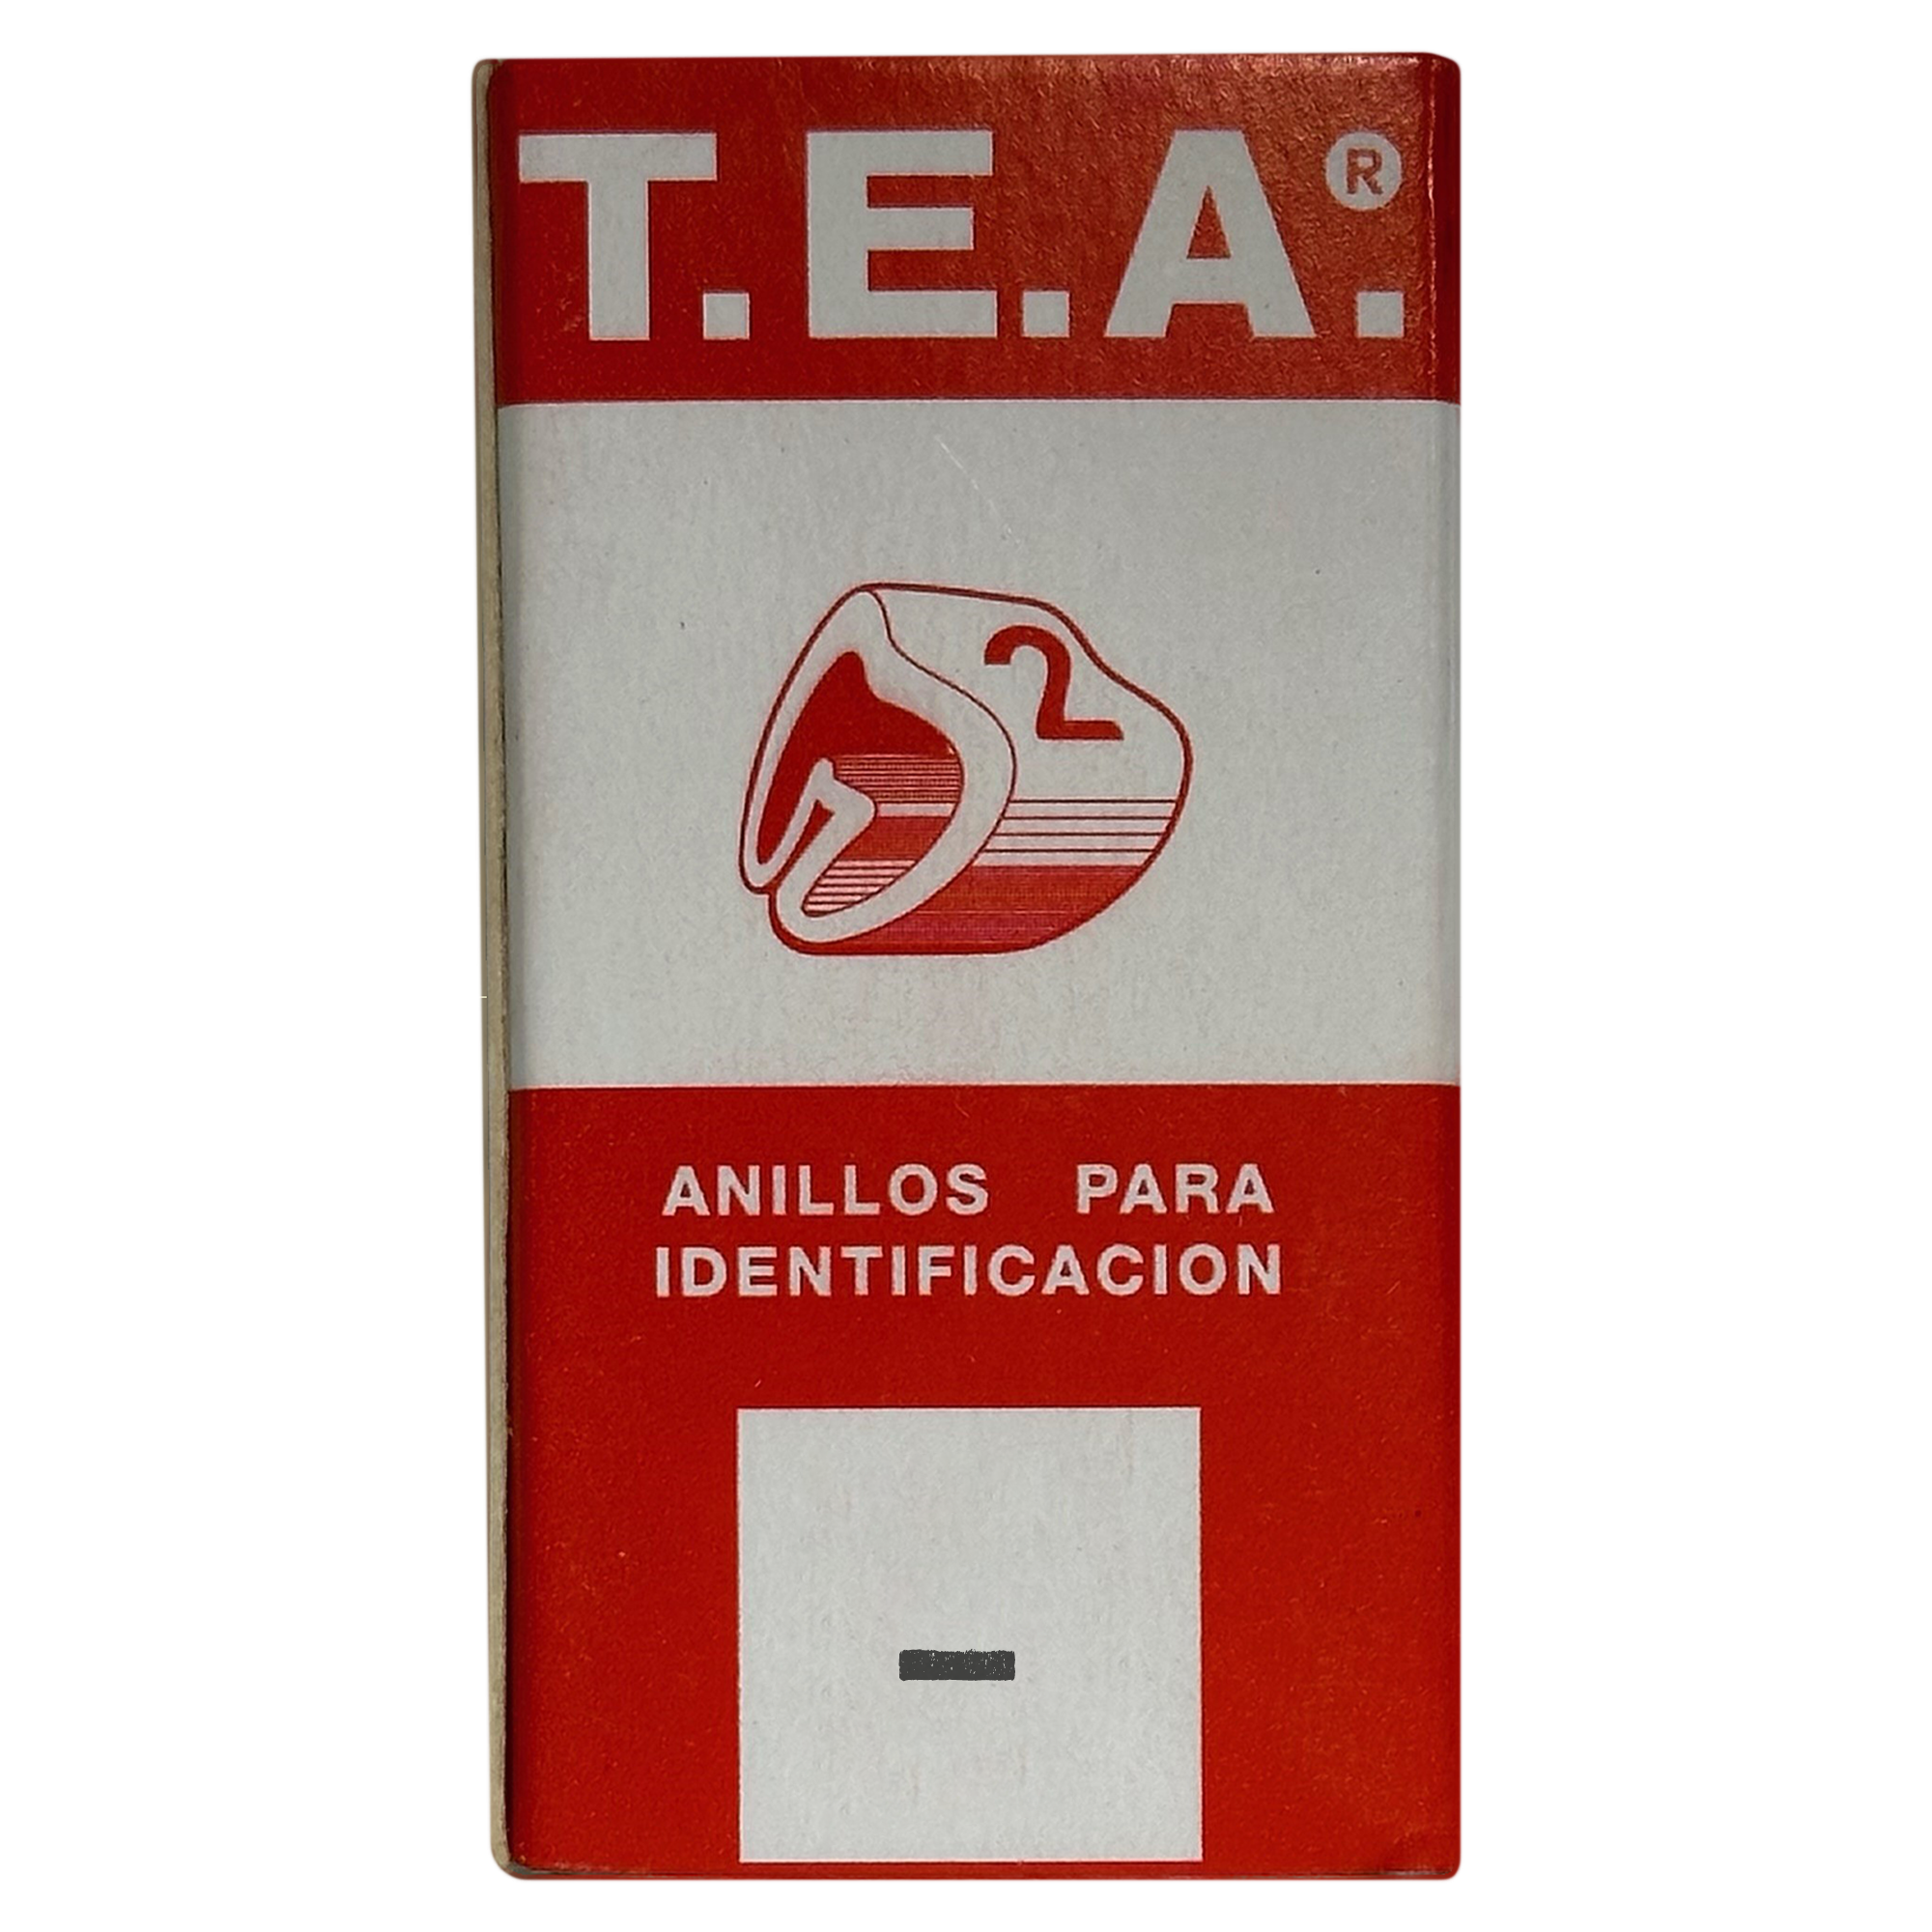 T.E.A.®
2
ANILLOS PARA
IDENTIFICACION
-